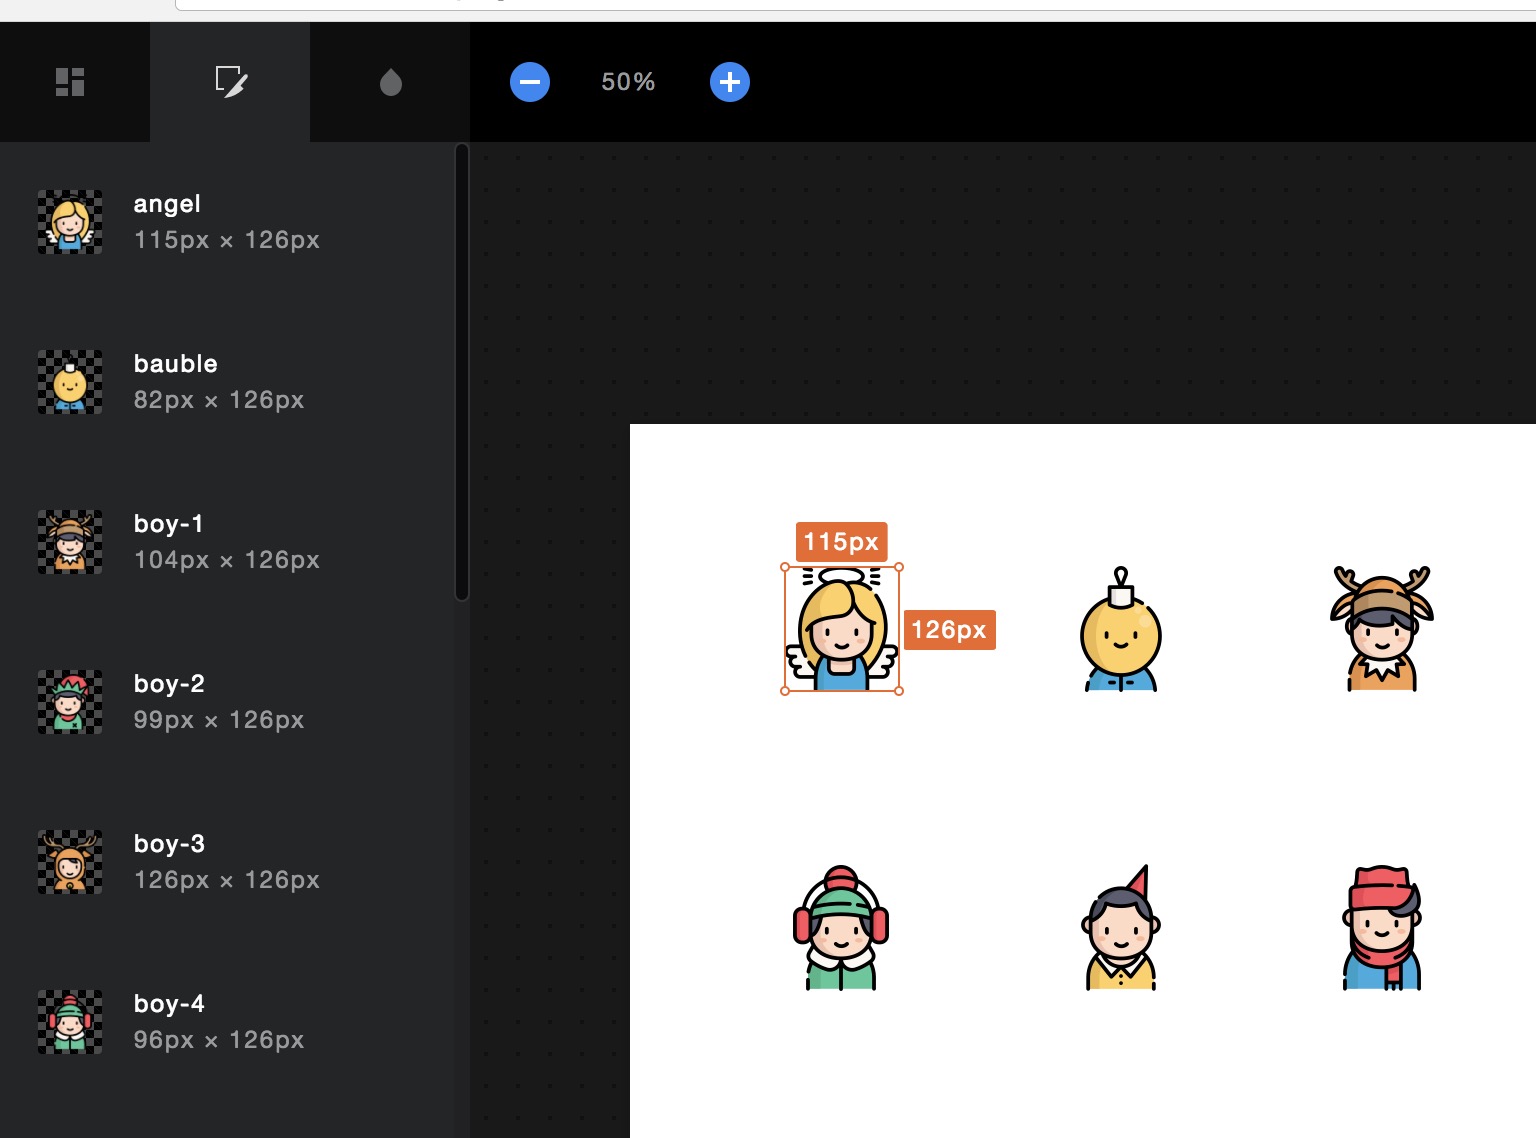 50%
angel
115px × 126px
bauble
82px × 126px
boy-1
104px × 126px
boy-2
99px × 126px
boy-3
126px × 126px
boy-4
96px × 126px
115px
126px